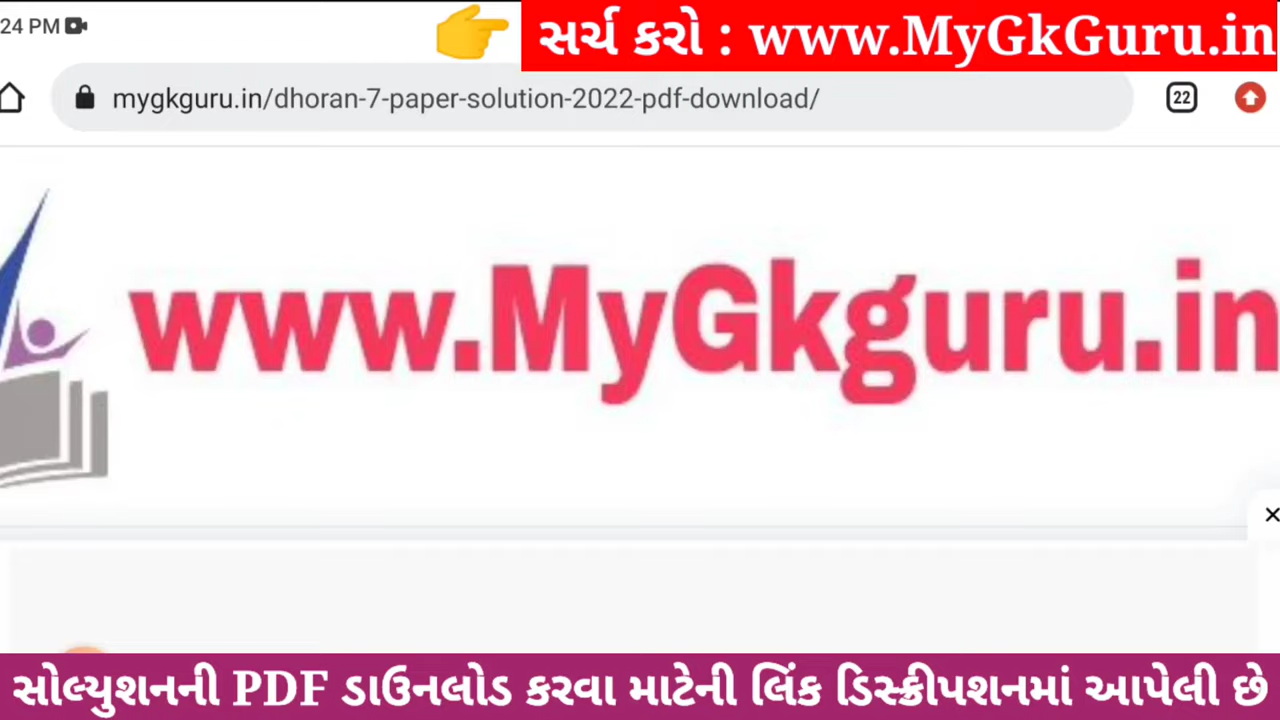 24 PM
સર્ચ કરો : www.MyGkGuru.in
mygkguru.in/dhoran-7-paper-solution-2022-pdf-download/
22
www.MyGkguru.in
સોલ્યુશનની PDF ડાઉનલોડ કરવા માટેની લિંક ડિસ્ક્રીપશનમાં આપેલી છે